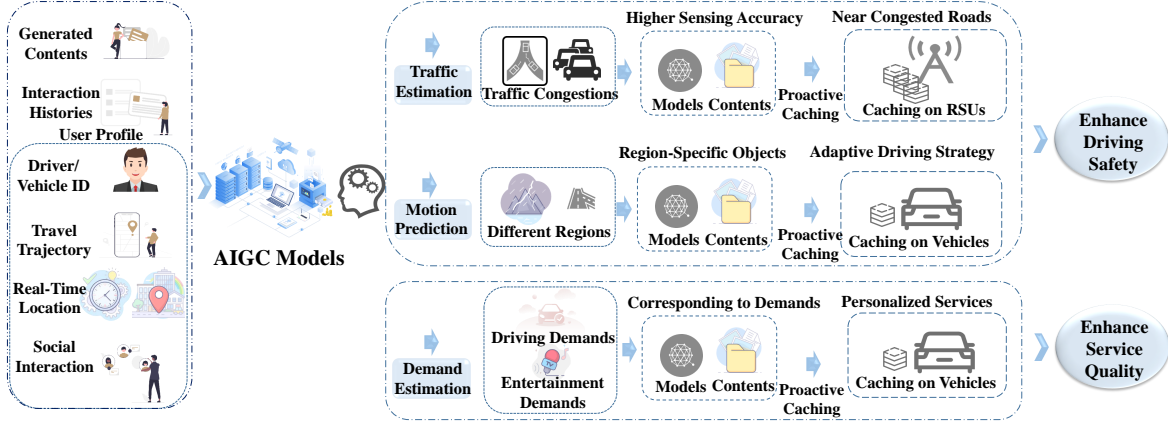 Generated
Contents
Interaction
Histories
User Profile
Driver/
Vehicle ID
Travel
Trajectory
Real-Time
Location
Social
Interaction
AIGC Models
Traffic
Estimation
Traffic Congestions
Higher Sensing Accuracy
Models Contents
Proactive
Caching
Near Congested Roads
Caching on RSUs
Motion
Prediction
Different Regions
Region-Specific Objects
Models Contents
Proactive
Caching
Adaptive Driving Strategy
Caching on Vehicles
Enhance
Driving
Safety
Demand
Estimation
Driving Demands
Entertainment
Demands
Corresponding to Demands
Models Contents
Proactive
Caching
Personalized Services
Caching on Vehicles
Enhance
Service
Quality